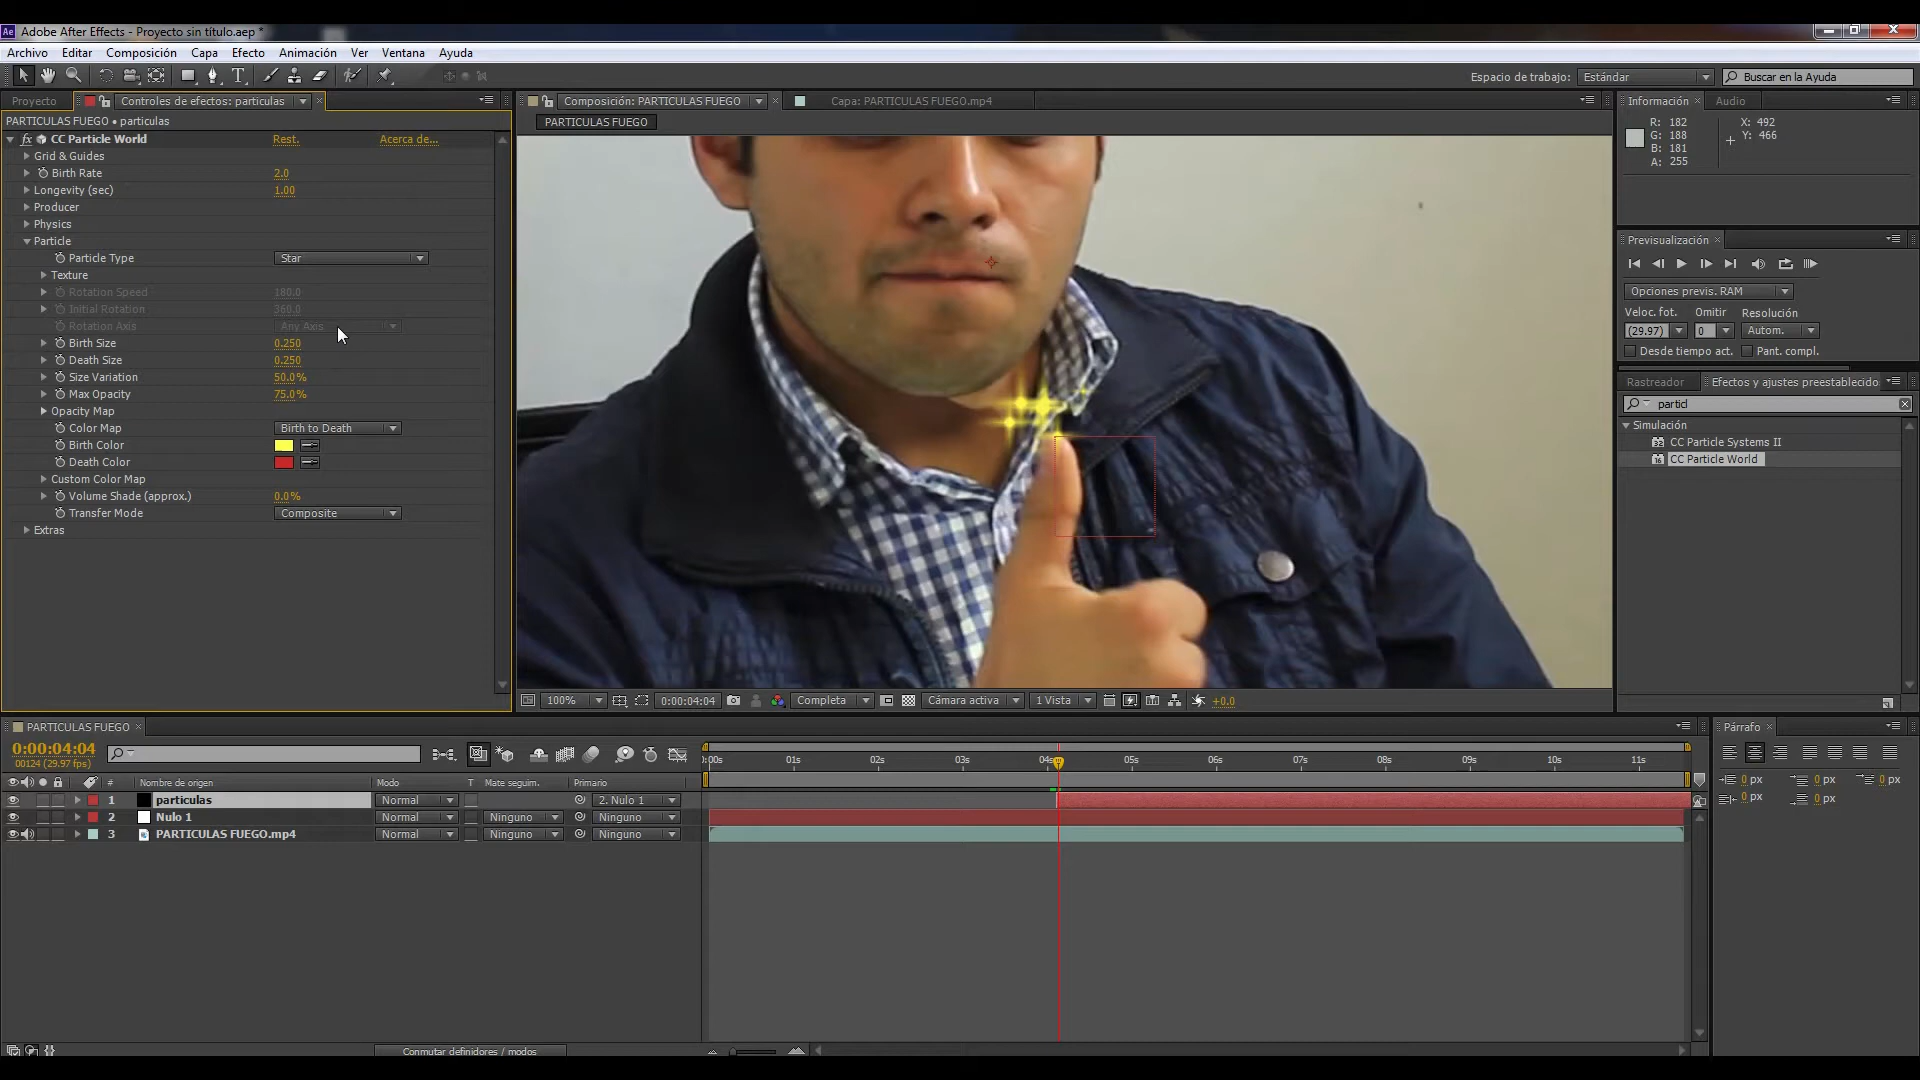 Adobe After Effects - Proyecto sin título.aep *
Archivo Editar Composición Capa Efecto Animación Ver Ventana Ayuda
Espacio de trabajo: Estándar Buscar en la Ayuda
Proyecto Controles de efectos: particulas
PARTICULAS FUEGO • particulas
CC Particle World Rest. Acerca de...
Grid & Guides
Birth Rate 2.0
Longevity (sec) 1.00
Producer
Physics
Particle
Particle Type Star
Texture
Rotation Speed 180.0
Initial Rotation 360.0
Rotation Axis Any Axis
Birth Size 0.250
Death Size 0.250
Size Variation 50.0%
Max Opacity 75.0%
Opacity Map
Color Map Birth to Death
Birth Color
Death Color
Custom Color Map
Volume Shade (approx.) 0.0%
Transfer Mode Composite
Extras
Composición: PARTICULAS FUEGO Capa: PARTICULAS FUEGO.mp4
PARTICULAS FUEGO
100% 0:00:04:04 Completa Cámara activa 1 Vista +0.0
Información Audio
R: 182 X: 492
G: 188 Y: 466
B: 181
A: 255
Previsualización
Opciones previs. RAM
Veloc. fot. Omitir Resolución
(29.97) 0 Autom.
Desde tiempo act. Pant. compl.
Rastreador Efectos y ajustes preestablecido
particl
Simulación
CC Particle Systems II
CC Particle World
PARTICULAS FUEGO
0:00:04:04
00124 (29.97 fps)
:00s 01s 02s 03s 04s 05s 06s 07s 08s 09s 10s 11s
# Nombre de origen Modo T Mate seguim. Primario
1 particulas Normal 2. Nulo 1
2 Nulo 1 Normal Ninguno Ninguno
3 PARTICULAS FUEGO.mp4 Normal Ninguno Ninguno
Conmutar definidores / modos
Párrafo
0 px 0 px 0 px
0 px 0 px